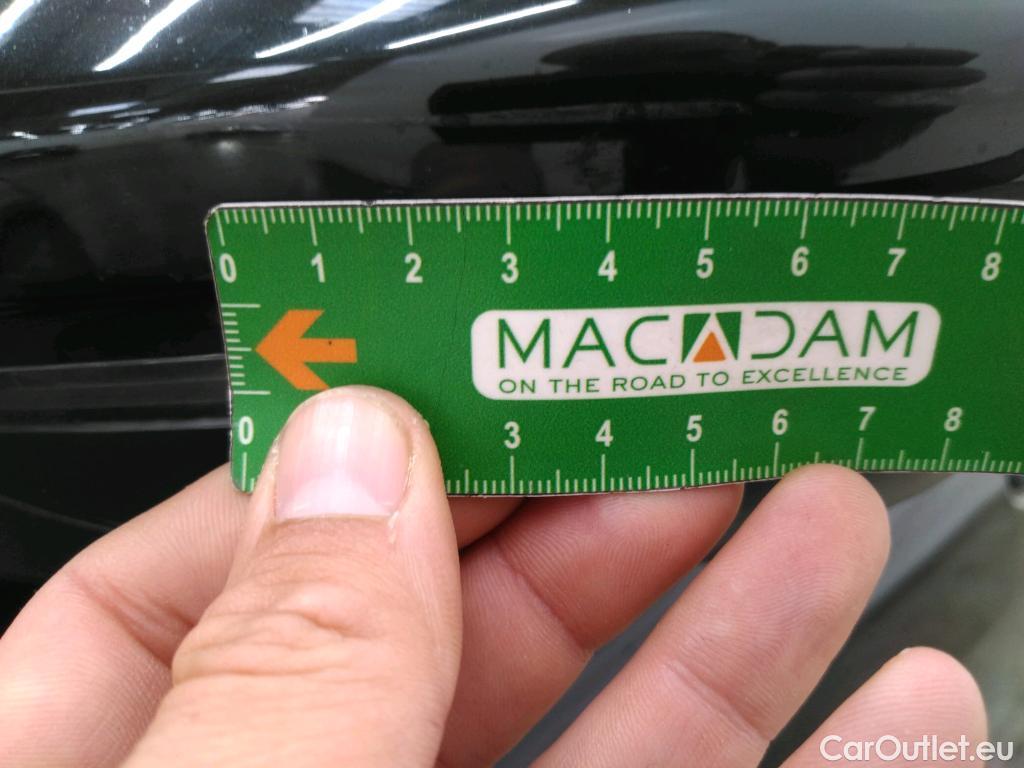 0 1 2 3 4 5 6 7 8
MACADAM
ON THE ROAD TO EXCELLENCE
0 3 4 5 6 7 8
CarOutlet.eu